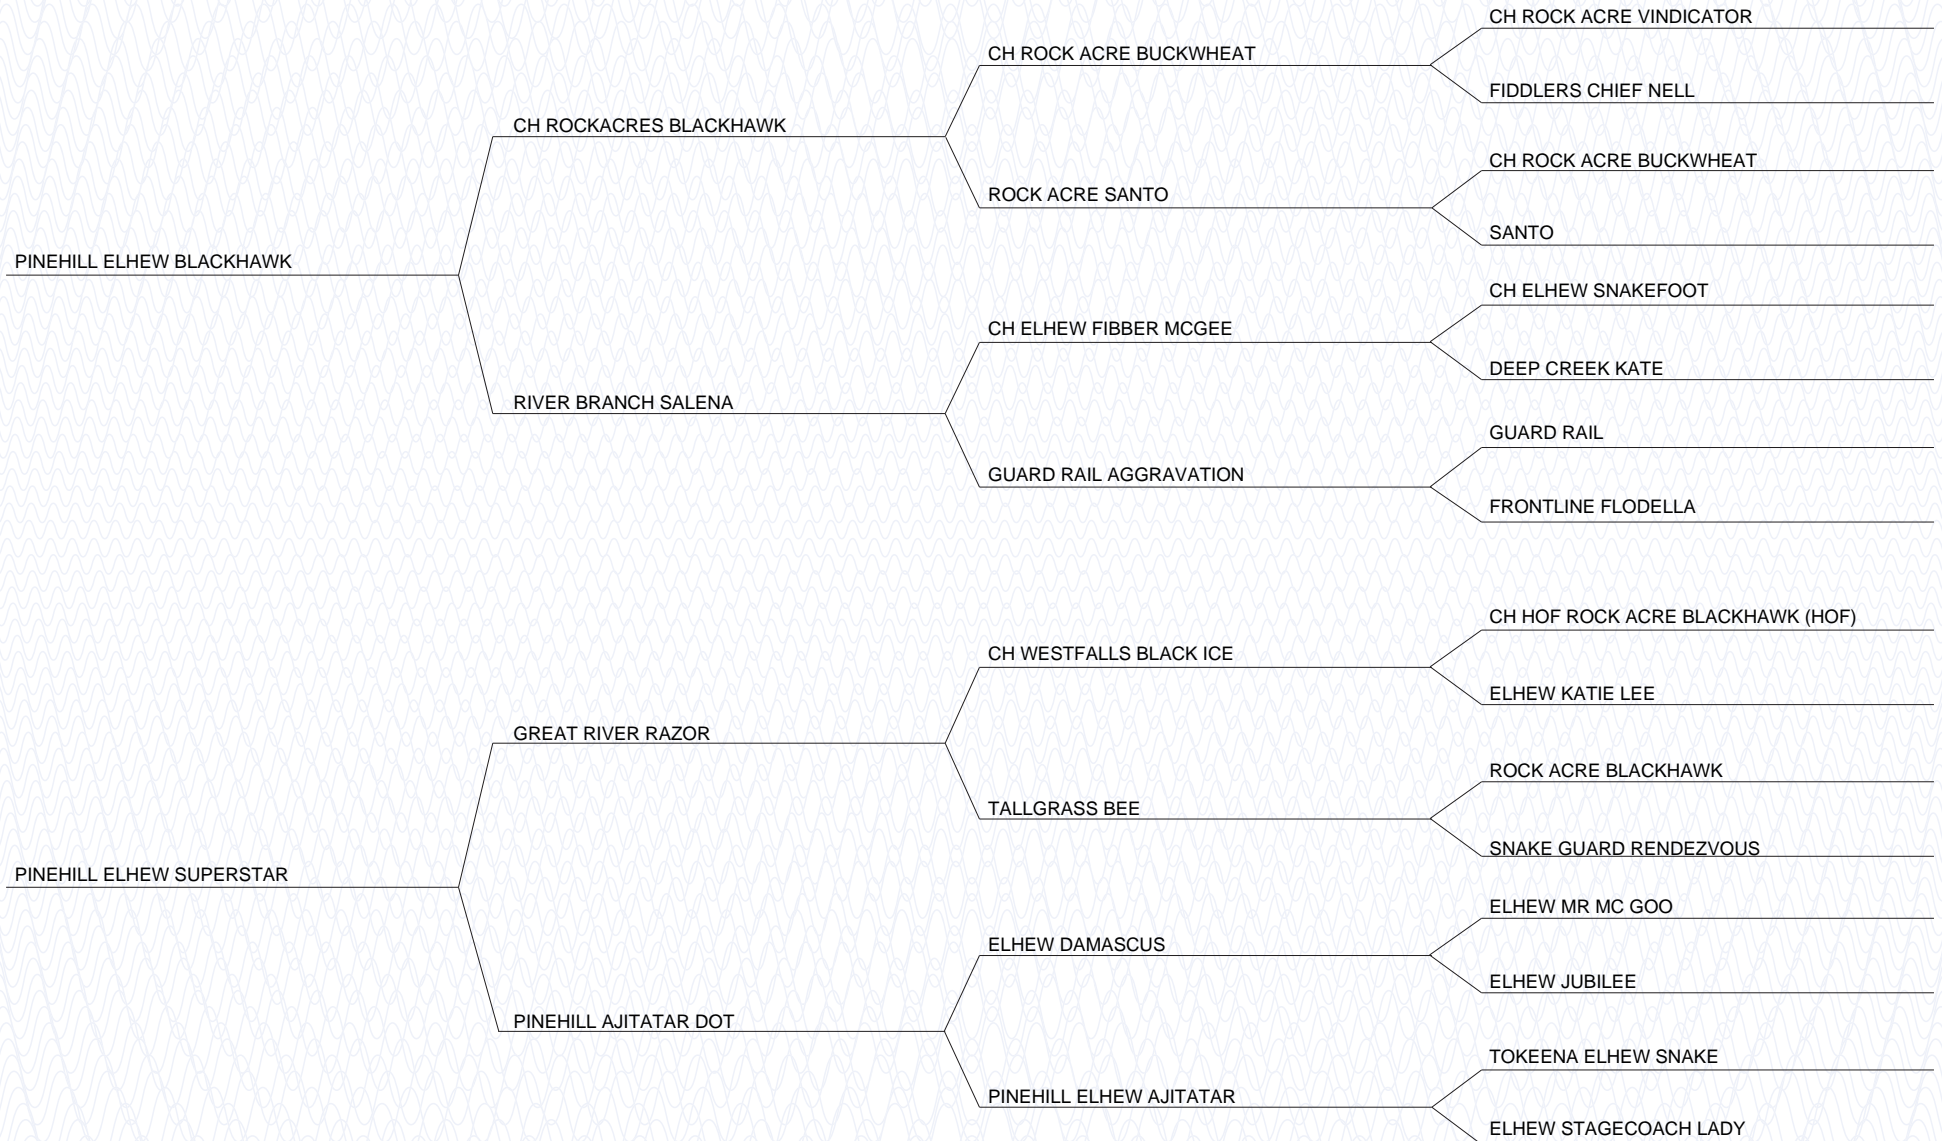 CH ROCK ACRE VINDICATOR
CH ROCK ACRE BUCKWHEAT
FIDDLERS CHIEF NELL
CH ROCKACRES BLACKHAWK
CH ROCK ACRE BUCKWHEAT
ROCK ACRE SANTO
SANTO
PINEHILL ELHEW BLACKHAWK
CH ELHEW SNAKEFOOT
CH ELHEW FIBBER MCGEE
DEEP CREEK KATE
RIVER BRANCH SALENA
GUARD RAIL
GUARD RAIL AGGRAVATION
FRONTLINE FLODELLA
CH HOF ROCK ACRE BLACKHAWK (HOF)
CH WESTFALLS BLACK ICE
ELHEW KATIE LEE
GREAT RIVER RAZOR
ROCK ACRE BLACKHAWK
TALLGRASS BEE
SNAKE GUARD RENDEZVOUS
PINEHILL ELHEW SUPERSTAR
ELHEW MR MC GOO
ELHEW DAMASCUS
ELHEW JUBILEE
PINEHILL AJITATAR DOT
TOKEENA ELHEW SNAKE
PINEHILL ELHEW AJITATAR
ELHEW STAGECOACH LADY